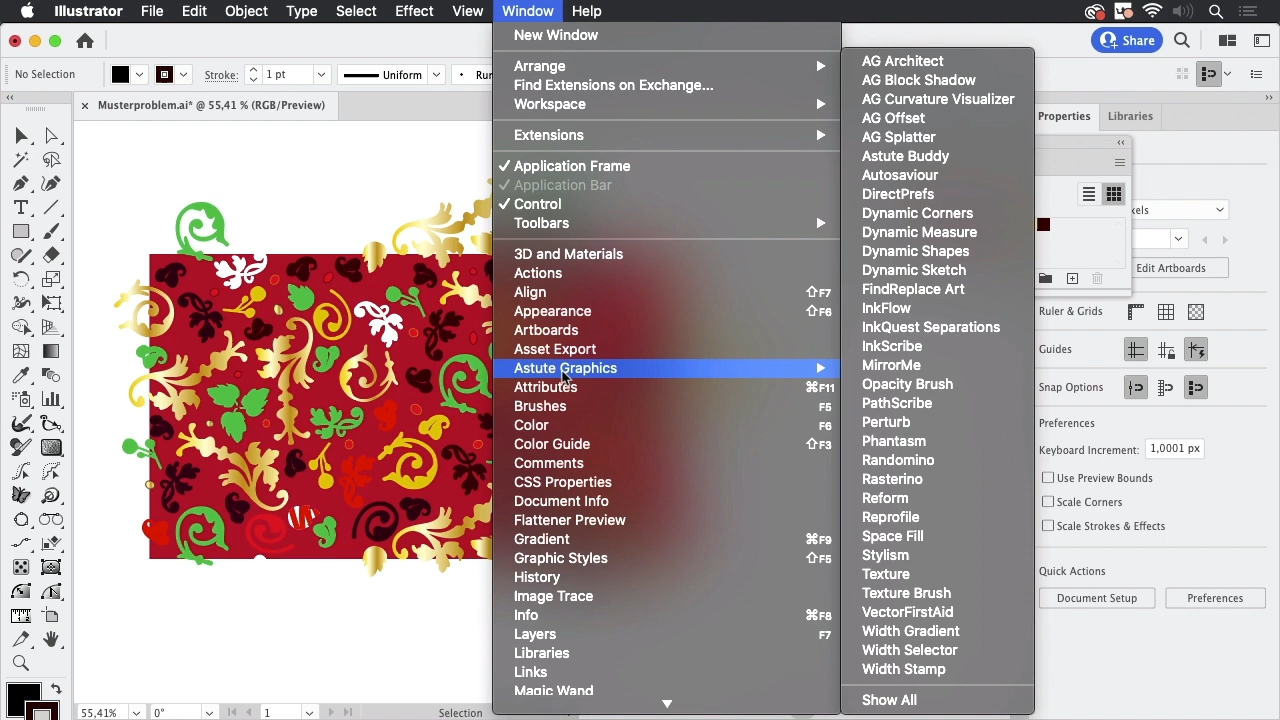 Illustrator File Edit Object Type Select Effect View Window Help
Share
No Selection Stroke: 1 pt Uniform
Musterproblem.ai* @ 55,41 % (RGB/Preview)
New Window
Arrange
Find Extensions on Exchange...
Workspace
Extensions
Application Frame
Application Bar
Control
Toolbars
3D and Materials
Actions
Align ⇧F7
Appearance ⇧F6
Artboards
Asset Export
Astute Graphics
Attributes ⌘F11
Brushes F5
Color F6
Color Guide ⇧F3
Comments
CSS Properties
Document Info
Flattener Preview
Gradient ⌘F9
Graphic Styles ⇧F5
History
Image Trace
Info ⌘F8
Layers F7
Libraries
Links
Magic Wand
AG Architect
AG Block Shadow
AG Curvature Visualizer
AG Offset
AG Splatter
Astute Buddy
Autosaviour
DirectPrefs
Dynamic Corners
Dynamic Measure
Dynamic Shapes
Dynamic Sketch
FindReplace Art
InkFlow
InkQuest Separations
InkScribe
MirrorMe
Opacity Brush
PathScribe
Perturb
Phantasm
Randomino
Rasterino
Reform
Reprofile
Space Fill
Stylism
Texture
Texture Brush
VectorFirstAid
Width Gradient
Width Selector
Width Stamp
Show All
Properties Libraries
Edit Artboards
Ruler & Grids
Guides
Snap Options
Preferences
Keyboard Increment: 1,0001 px
Use Preview Bounds
Scale Corners
Scale Strokes & Effects
Quick Actions
Document Setup Preferences
55,41% 0° 1 Selection